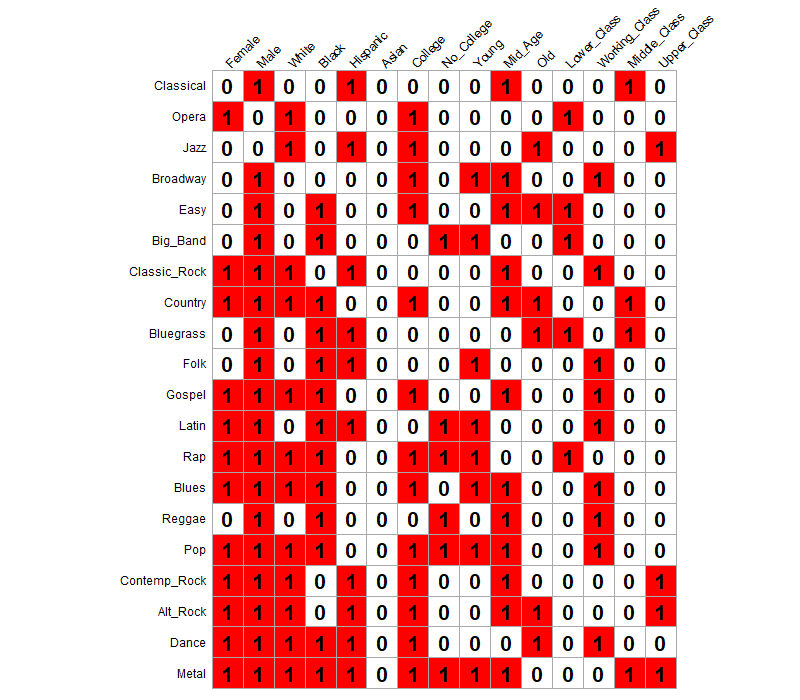 Female Male White Black Hispanic Asian College No_College Young Mid_Age Old Lower_Class Working_Class Middle_Class Upper_Class
Classical 0 1 0 0 1 0 0 0 0 1 0 0 0 1 0
Opera 1 0 1 0 0 0 1 0 0 0 0 1 0 0 0
Jazz 0 0 1 0 1 0 1 0 0 0 1 0 0 0 1
Broadway 0 1 0 0 0 0 1 0 1 1 0 0 1 0 0
Easy 0 1 0 1 0 0 1 0 0 1 1 1 0 0 0
Big_Band 0 1 0 1 0 0 0 1 1 0 0 1 0 0 0
Classic_Rock 1 1 1 0 1 0 0 0 0 1 0 0 1 0 0
Country 1 1 1 1 0 0 1 0 0 1 1 0 0 1 0
Bluegrass 0 1 0 1 1 0 0 0 0 0 1 1 0 1 0
Folk 0 1 0 1 1 0 0 0 1 0 0 0 1 0 0
Gospel 1 1 1 1 0 0 1 0 0 1 0 0 1 0 0
Latin 1 1 0 1 1 0 0 1 1 0 0 0 1 0 0
Rap 1 1 1 1 0 0 1 1 1 0 0 1 0 0 0
Blues 1 1 1 1 0 0 1 0 1 1 0 0 1 0 0
Reggae 0 1 0 1 0 0 0 1 0 1 0 0 1 0 0
Pop 1 1 1 1 0 0 1 1 1 1 0 0 1 0 0
Contemp_Rock 1 1 1 0 1 0 1 0 0 1 0 0 0 0 1
Alt_Rock 1 1 1 0 1 0 1 0 0 1 1 0 0 0 1
Dance 1 1 1 1 1 0 1 0 0 0 1 0 1 0 0
Metal 1 1 1 1 1 0 1 1 1 1 0 0 0 1 1